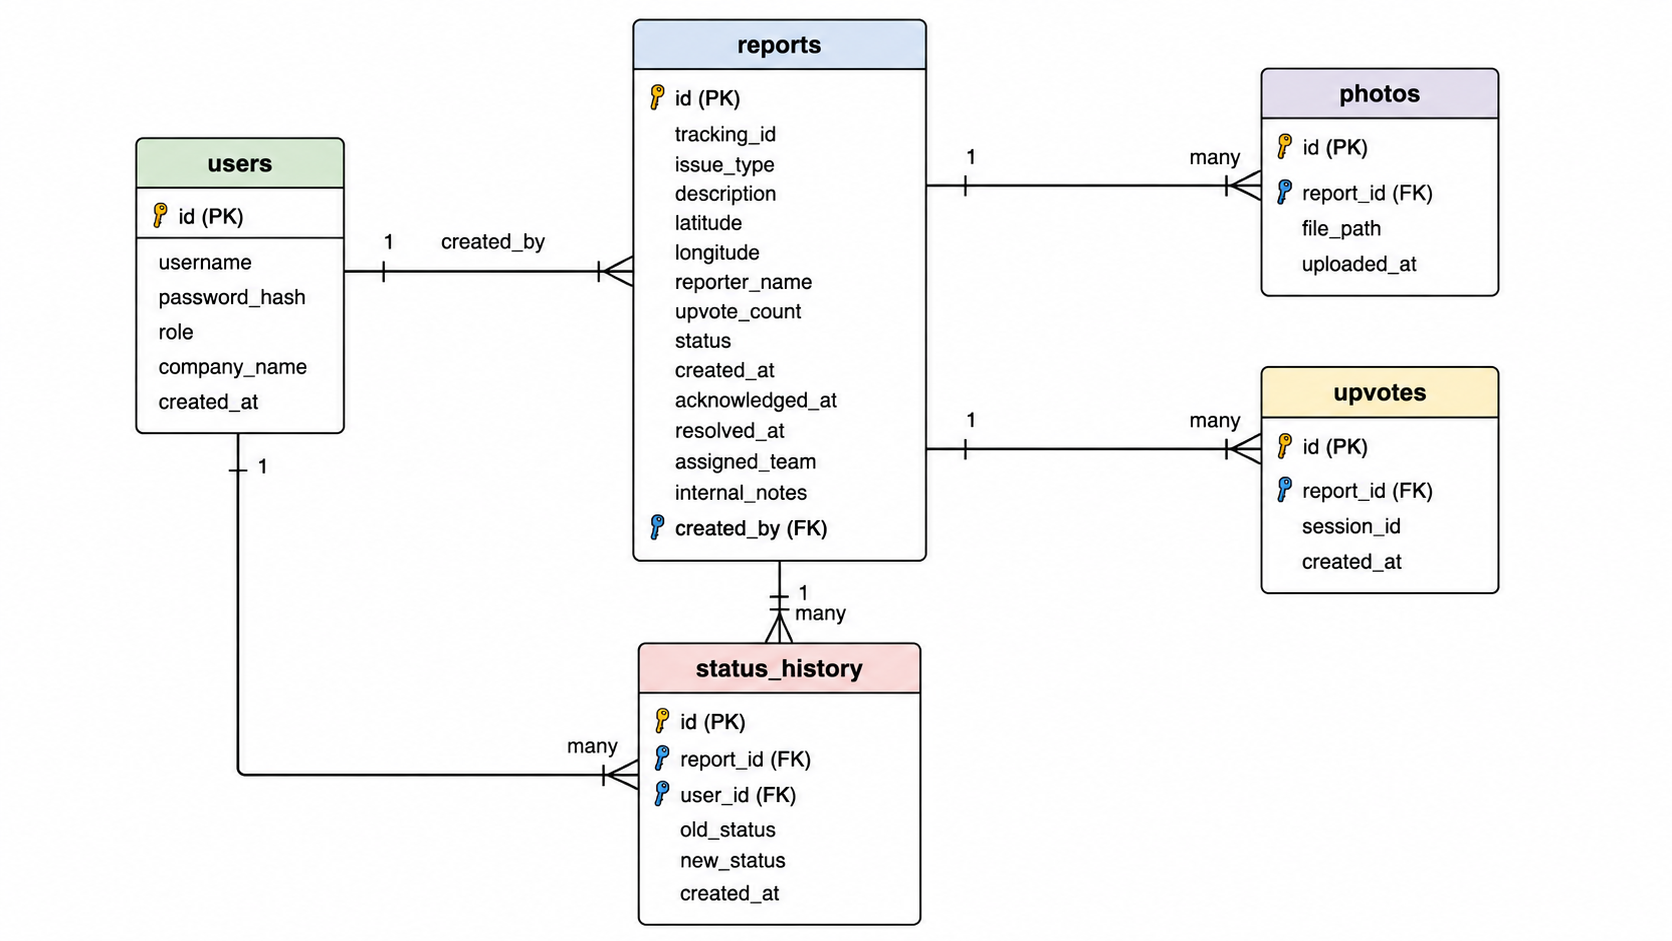 users
id (PK)
username
password_hash
role
company_name
created_at
1
created_by
1
many
reports
id (PK)
tracking_id
issue_type
description
latitude
longitude
reporter_name
upvote_count
status
created_at
acknowledged_at
resolved_at
assigned_team
internal_notes
created_by (FK)
1
many
1
many
1
many
photos
id (PK)
report_id (FK)
file_path
uploaded_at
upvotes
id (PK)
report_id (FK)
session_id
created_at
status_history
id (PK)
report_id (FK)
user_id (FK)
old_status
new_status
created_at